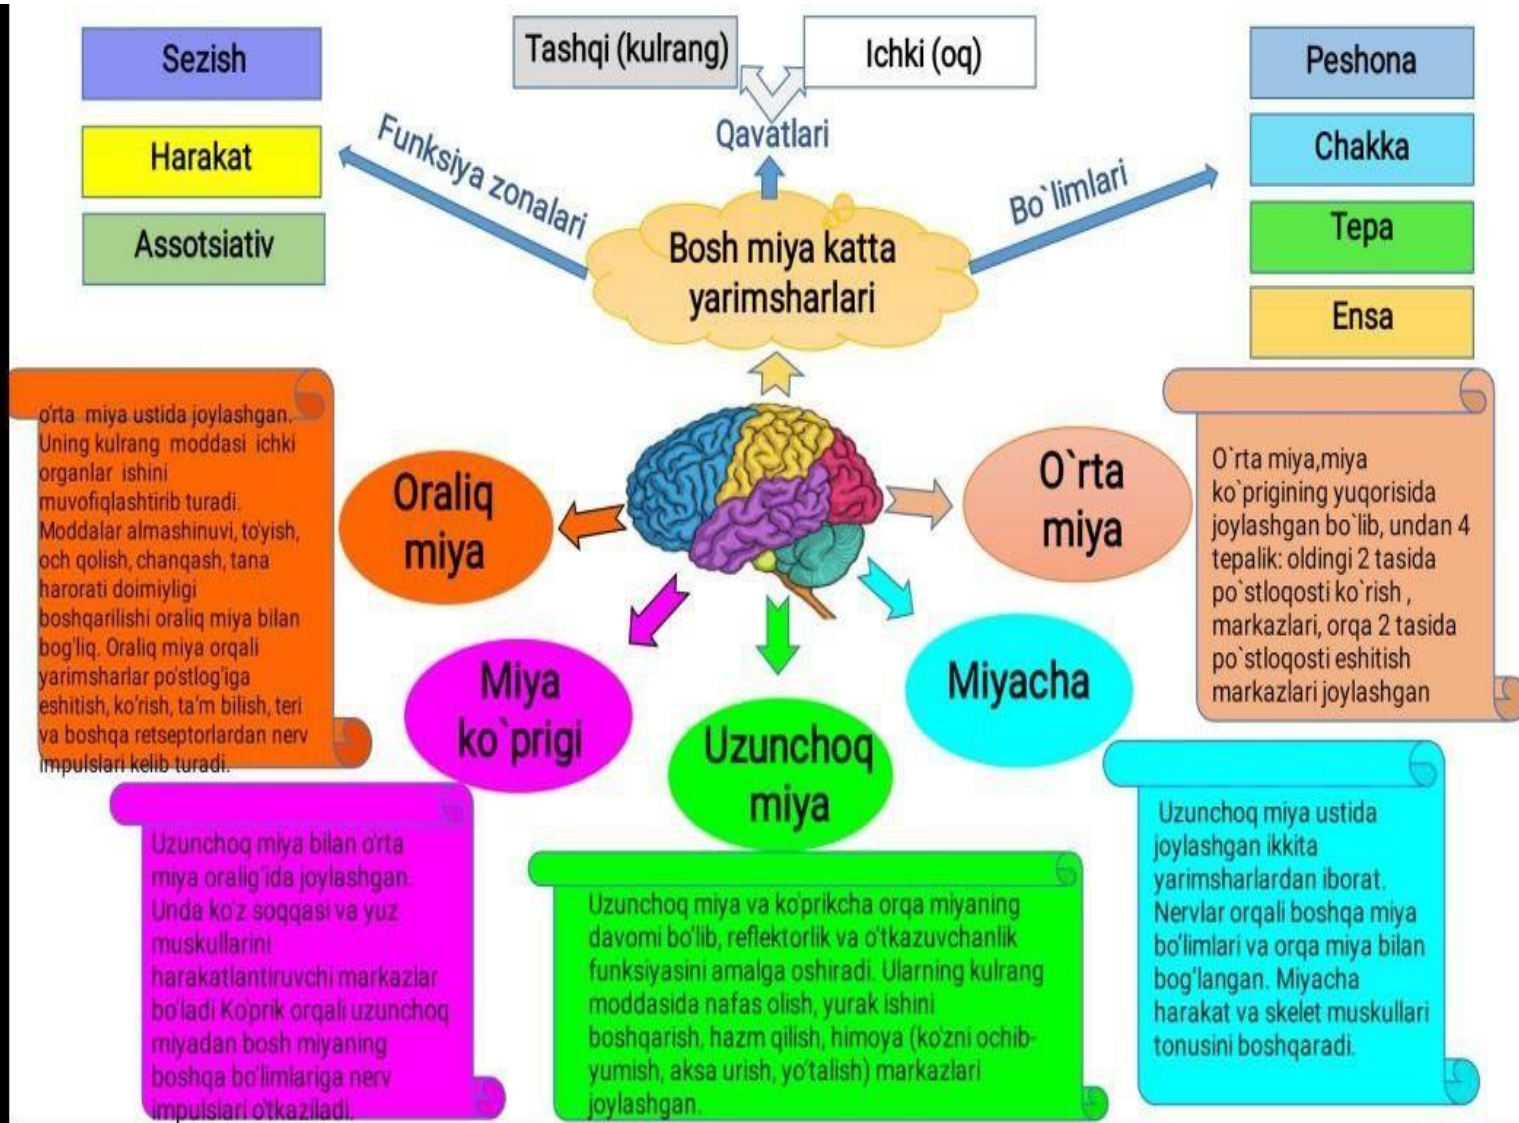 Sezish
Harakat
Assotsiativ
Funksiya zonalari
Tashqi (kulrang)
Ichki (oq)
Qavatlari
Bosh miya katta
yarimsharlari
Bo`limlari
Peshona
Chakka
Tepa
Ensa
o'rta miya ustida joylashgan.
Uning kulrang moddasi ichki
organlar ishini
muvofiqlashtirib turadi.
Moddalar almashinuvi, to'yish,
och qolish, chanqash, tana
harorati doimiyligi
boshqarilishi oraliq miya bilan
bog'liq. Oraliq miya orqali
yarimsharlar po'stlog'iga
eshitish, ko'rish, ta'm bilish, teri
va boshqa retseptorlardan nerv
impulslari kelib turadi.
Oraliq
miya
O`rta
miya
O`rta miya,miya
ko`prigining yuqorisida
joylashgan bo`lib, undan 4
tepalik: oldingi 2 tasida
po`stloqosti ko`rish ,
markazlari, orqa 2 tasida
po`stloqosti eshitish
markazlari joylashgan
Miya
ko`prigi
Uzunchoq
miya
Miyacha
Uzunchoq miya bilan o'rta
miya oralig'ida joylashgan.
Unda ko'z soqqasi va yuz
muskullarini
harakatlantiruvchi markazlar
bo'ladi Ko'prik orqali uzunchoq
miyadan bosh miyaning
boshqa bo'limlariga nerv
impulslari o'tkaziladi.
Uzunchoq miya va ko'prikcha orqa miyaning
davomi bo'lib, reflektorlik va o'tkazuvchanlik
funksiyasini amalga oshiradi. Ularning kulrang
moddasida nafas olish, yurak ishini
boshqarish, hazm qilish, himoya (ko'zni ochib-
yumish, aksa urish, yo'talish) markazlari
joylashgan.
Uzunchoq miya ustida
joylashgan ikkita
yarimsharlardan iborat.
Nervlar orqali boshqa miya
bo'limlari va orqa miya bilan
bog'langan. Miyacha
harakat va skelet muskullari
tonusini boshqaradi.